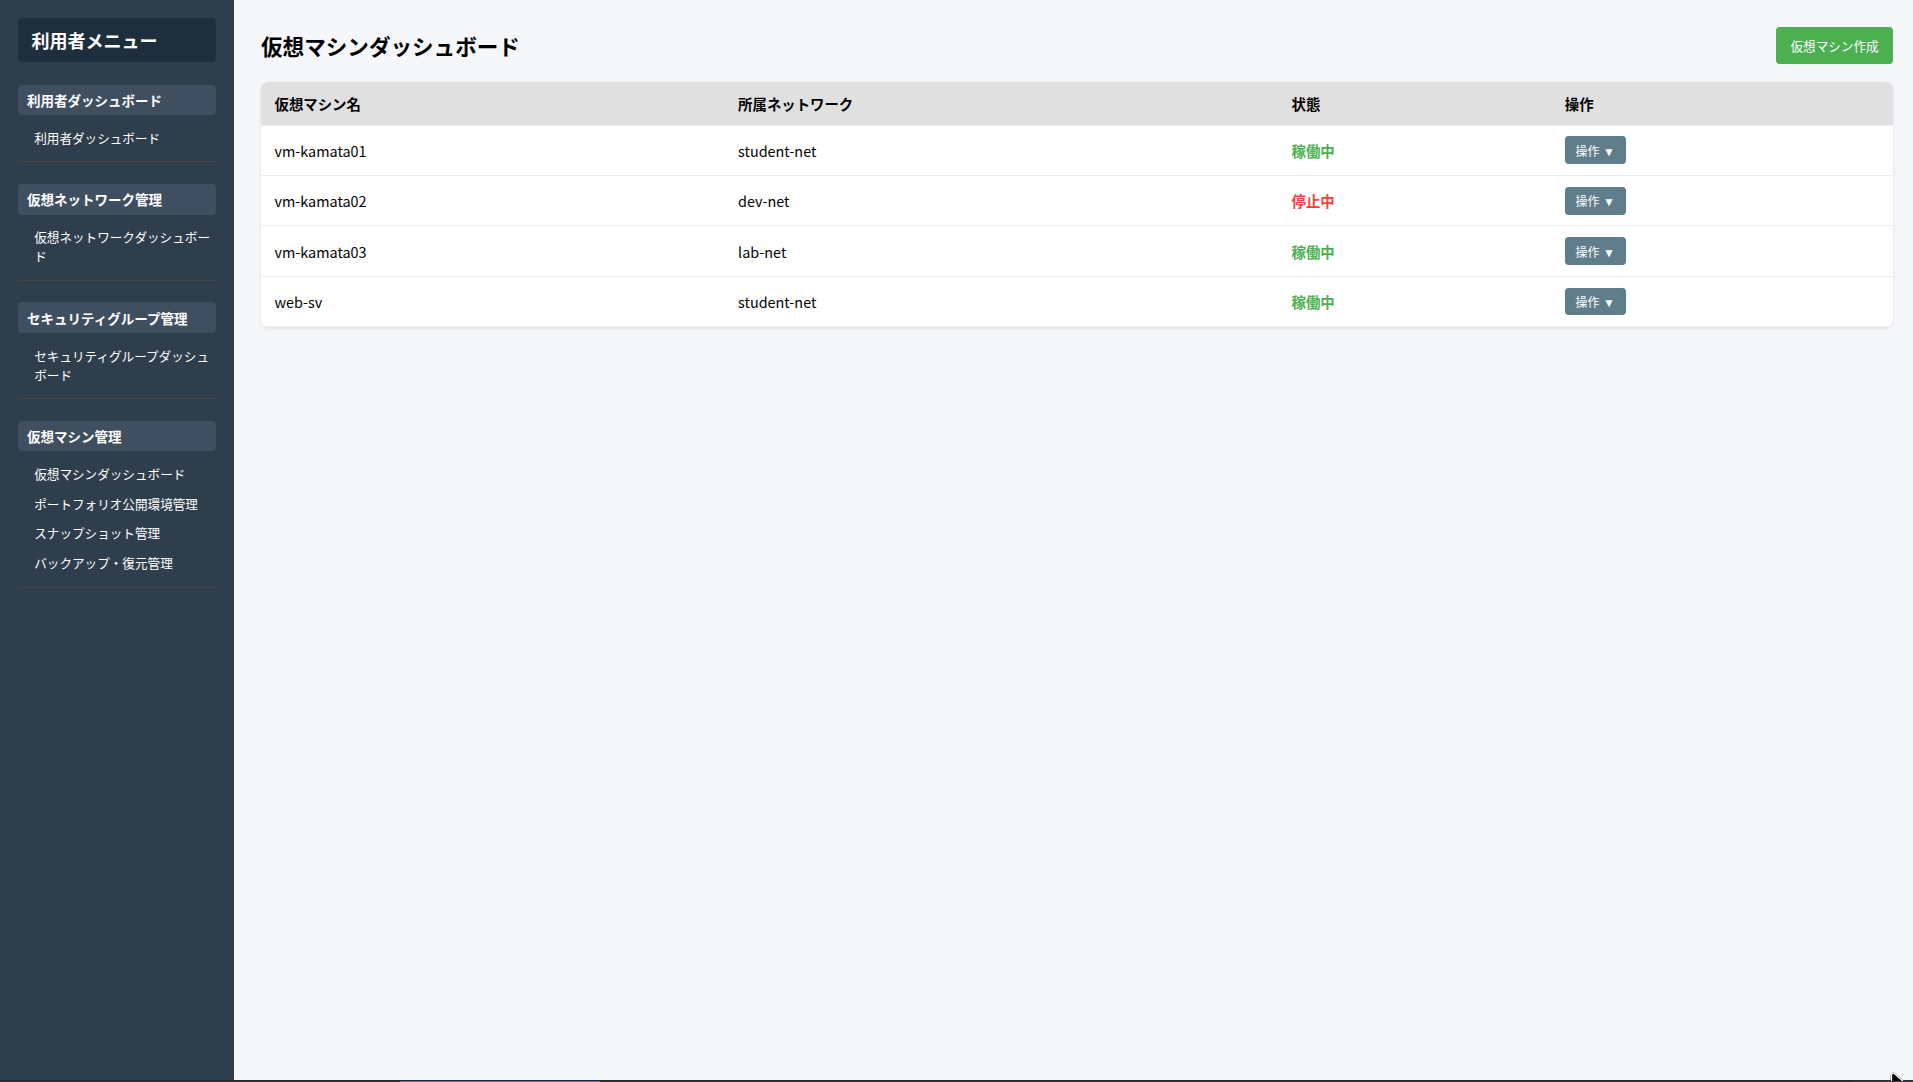 利用者メニュー
利用者ダッシュボード
利用者ダッシュボード
仮想ネットワーク管理
仮想ネットワークダッシュボー
ド
セキュリティグループ管理
セキュリティグループダッシュ
ボード
仮想マシン管理
仮想マシンダッシュボード
ポートフォリオ公開環境管理
スナップショット管理
バックアップ・復元管理
仮想マシンダッシュボード
仮想マシン作成
仮想マシン名 所属ネットワーク 状態 操作
vm-kamata01 student-net 稼働中 操作 ▼
vm-kamata02 dev-net 停止中 操作 ▼
vm-kamata03 lab-net 稼働中 操作 ▼
web-sv student-net 稼働中 操作 ▼